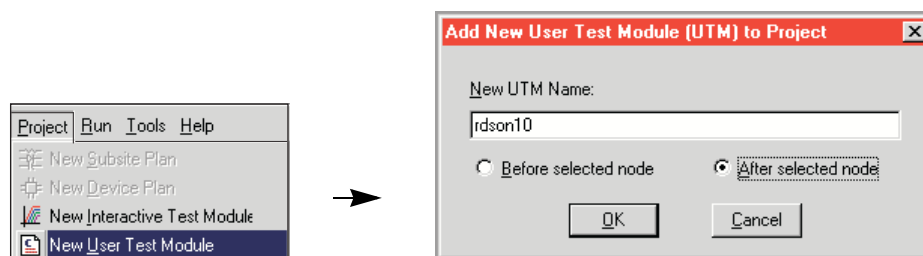 Project Run Tools Help
New Subsite Plan
New Device Plan
New Interactive Test Module
New User Test Module
Add New User Test Module (UTM) to Project
New UTM Name:
rdson10
Before selected node After selected node
OK Cancel